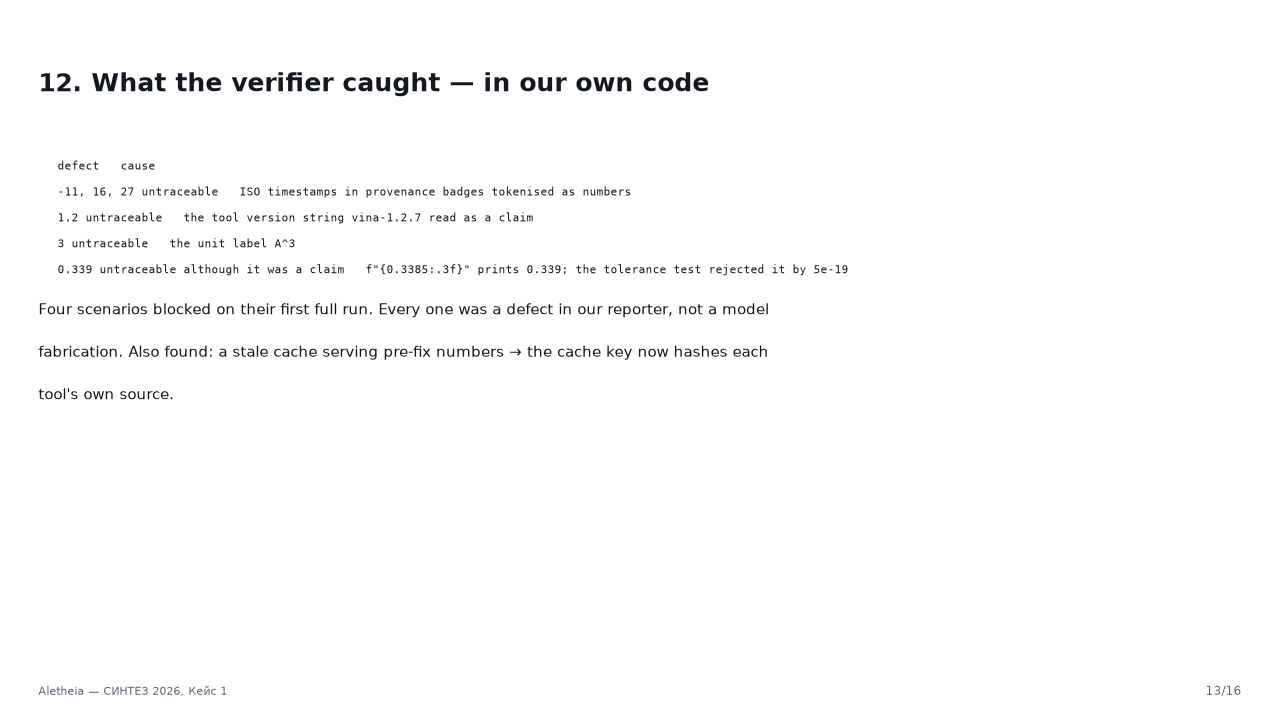 12. What the verifier caught — in our own code
defect   cause
-11, 16, 27 untraceable   ISO timestamps in provenance badges tokenised as numbers
1.2 untraceable   the tool version string vina-1.2.7 read as a claim
3 untraceable   the unit label A^3
0.339 untraceable although it was a claim   f"{0.3385:.3f}" prints 0.339; the tolerance test rejected it by 5e-19
Four scenarios blocked on their first full run. Every one was a defect in our reporter, not a model
fabrication. Also found: a stale cache serving pre-fix numbers → the cache key now hashes each
tool's own source.
Aletheia — СИНТЕЗ 2026, Кейс 1
13/16